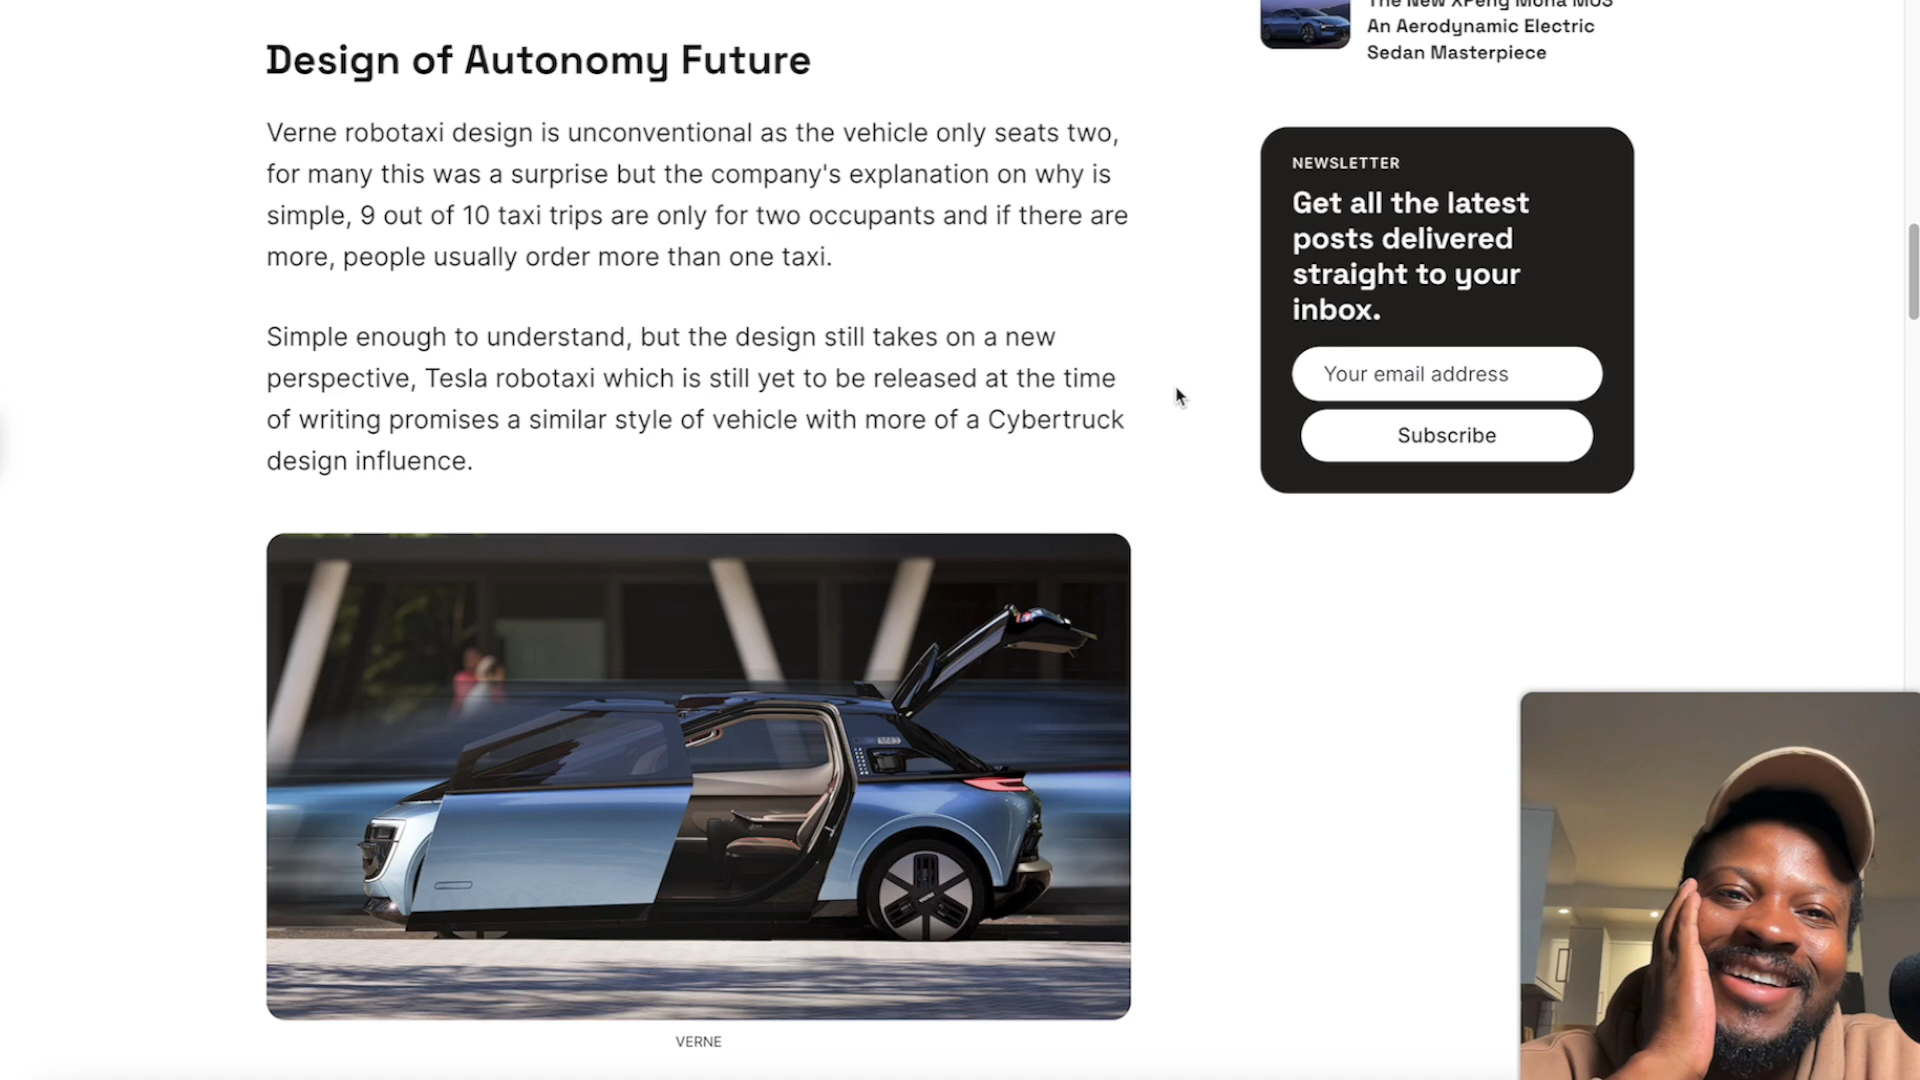 Design of Autonomy Future
Verne robotaxi design is unconventional as the vehicle only seats two,
for many this was a surprise but the company's explanation on why is
simple, 9 out of 10 taxi trips are only for two occupants and if there are
more, people usually order more than one taxi.
Simple enough to understand, but the design still takes on a new
perspective, Tesla robotaxi which is still yet to be released at the time
of writing promises a similar style of vehicle with more of a Cybertruck
design influence.
VERNE
The New XPeng Mona M03
An Aerodynamic Electric
Sedan Masterpiece
NEWSLETTER
Get all the latest
posts delivered
straight to your
inbox.
Your email address
Subscribe